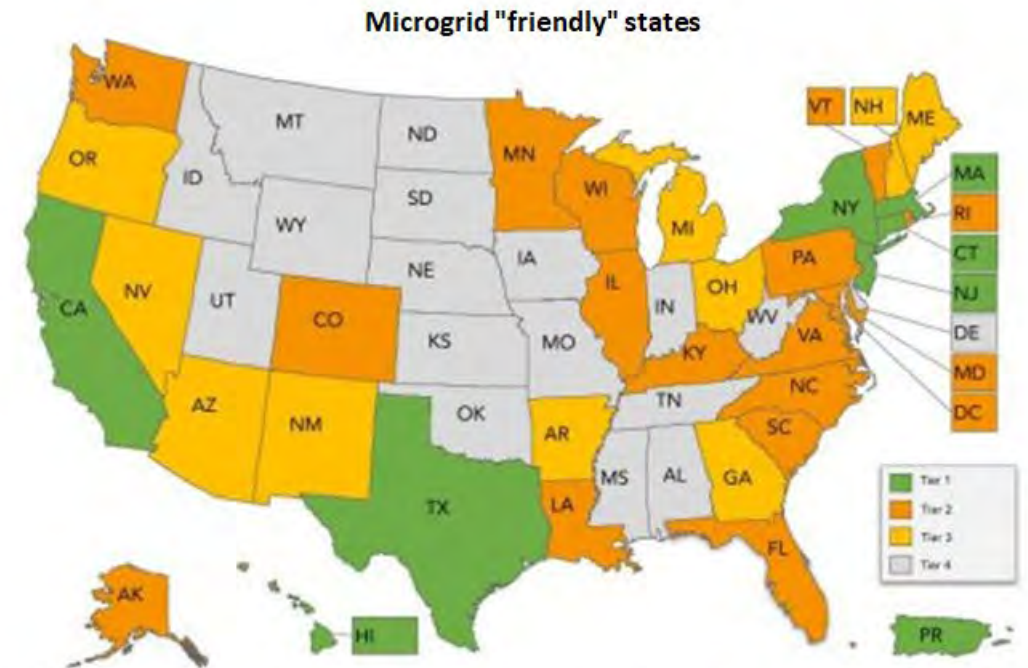 Microgrid "friendly" states
WA
MT
ND
MN
VT
NH
ME
OR
ID
SD
WI
MA
WY
MI
NY
RI
IA
PA
CT
NE
NV
UT
IL
IN
OH
NJ
CA
CO
WV
VA
DE
KS
MO
KY
MD
NC
AZ
NM
OK
TN
SC
DC
AR
MS
AL
GA
TX
LA
FL
Tier 1
Tier 2
Tier 3
Tier 4
AK
HI
PR